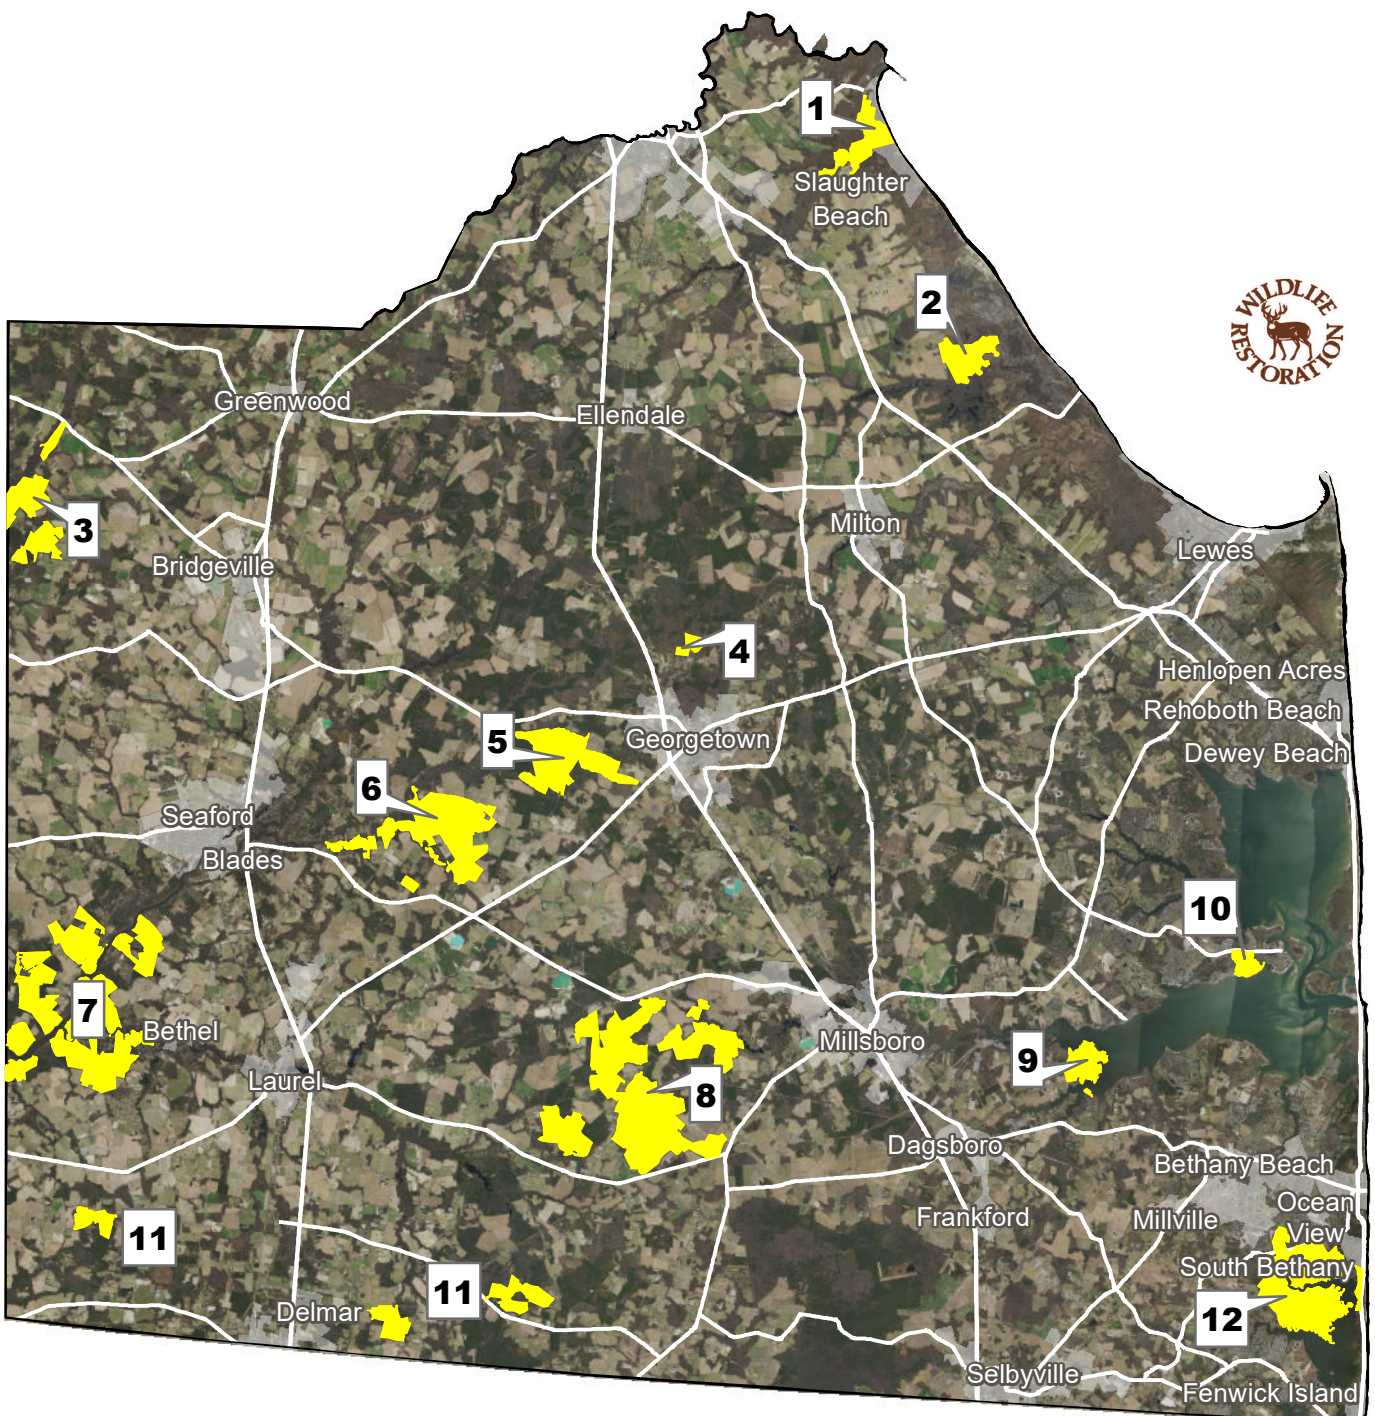 1
Slaughter
Beach
2
WILDLIFE
RESTORATION
Greenwood
Ellendale
3
Milton
Lewes
Bridgeville
4
Henlopen Acres
Rehoboth Beach
5
Georgetown
Dewey Beach
6
Seaford
Blades
10
7
Bethel
Millsboro
9
Laurel
8
Dagsboro
Bethany Beach
Ocean
View
Frankford
Millville
11
South Bethany
11
Delmar
12
Selbyville
Fenwick Island